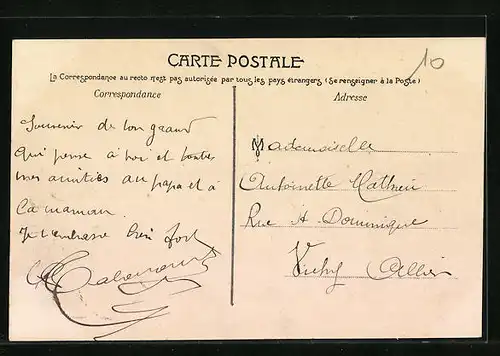 10
CARTE POSTALE
La Correspondance au recto n'est pas autorisée par tous les pays étrangers (Se renseigner à la Poste)
Correspondance
Souvenir de ton grand
qui pense à toi et toutes
mes amitiés au papa et à
la maman.
Je t'embrasse bien fort
Adresse
Mademoiselle
Antoinette Mathieu
Rue St Dominique
Vichy Allier